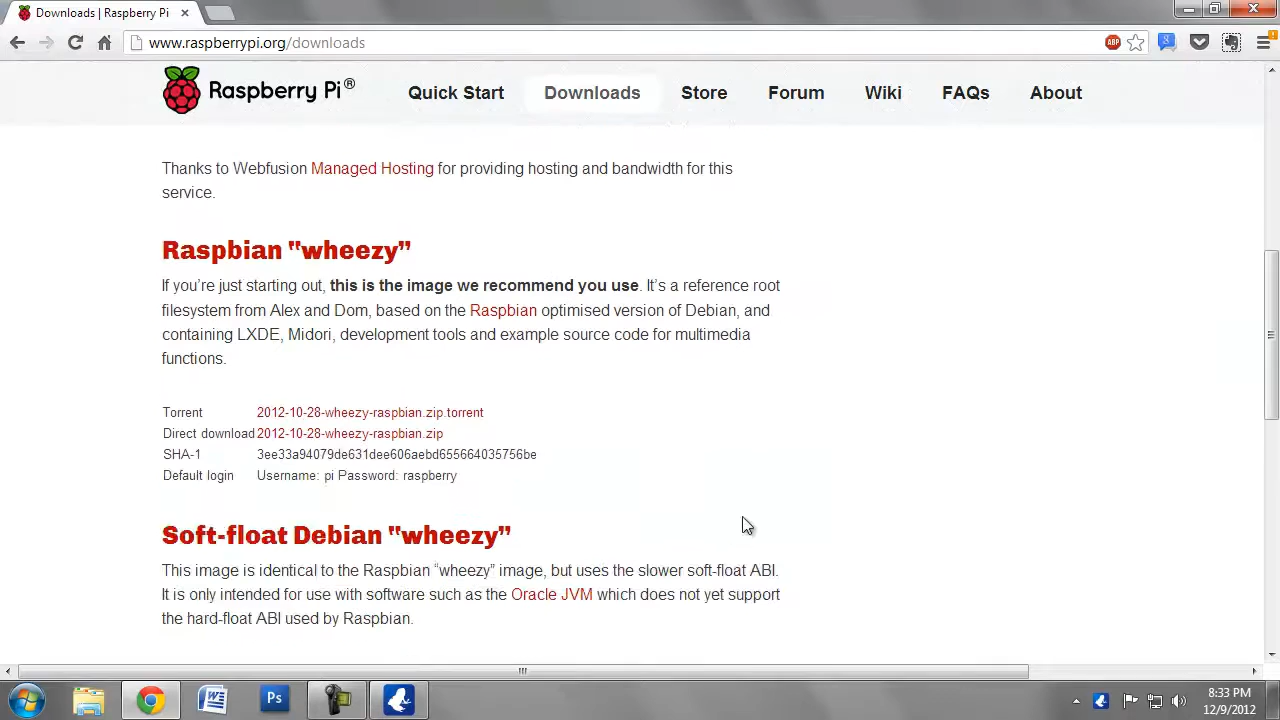 Downloads | Raspberry Pi
www.raspberrypi.org/downloads
ABP
Raspberry Pi®
Quick Start
Downloads
Store
Forum
Wiki
FAQs
About
Thanks to Webfusion Managed Hosting for providing hosting and bandwidth for this
service.
Raspbian "wheezy”
If you’re just starting out, this is the image we recommend you use. It’s a reference root
filesystem from Alex and Dom, based on the Raspbian optimised version of Debian, and
containing LXDE, Midori, development tools and example source code for multimedia
functions.
Torrent 2012-10-28-wheezy-raspbian.zip.torrent
Direct download 2012-10-28-wheezy-raspbian.zip
SHA-1 3ee33a94079de631dee606aebd655664035756be
Default login Username: pi Password: raspberry
Soft-float Debian "wheezy”
This image is identical to the Raspbian “wheezy” image, but uses the slower soft-float ABI.
It is only intended for use with software such as the Oracle JVM which does not yet support
the hard-float ABI used by Raspbian.
W
Ps
8:33 PM
12/9/2012